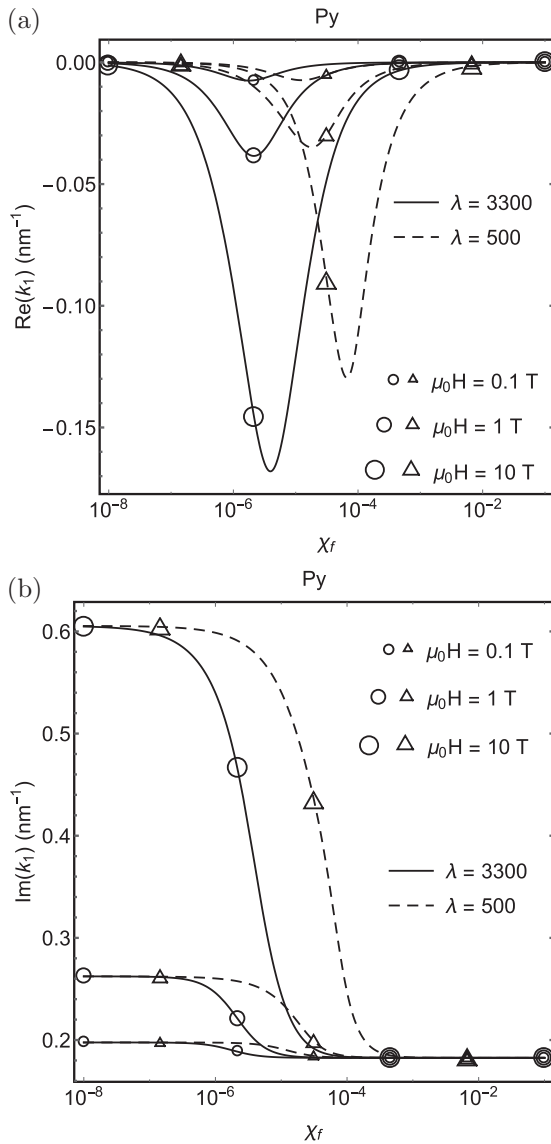 (a)
Py
0.00
−0.05
−0.10
−0.15
Re(k₁) (nm⁻¹)
λ = 3300
λ = 500
μ₀H = 0.1 T
μ₀H = 1 T
μ₀H = 10 T
10⁻⁸ 10⁻⁶ 10⁻⁴ 10⁻²
χf
(b)
Py
0.6
0.5
0.4
0.3
0.2
Im(k₁) (nm⁻¹)
μ₀H = 0.1 T
μ₀H = 1 T
μ₀H = 10 T
λ = 3300
λ = 500
10⁻⁸ 10⁻⁶ 10⁻⁴ 10⁻²
χf